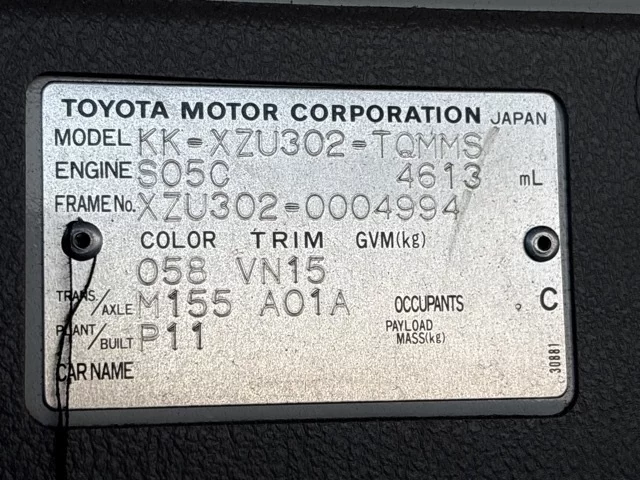 TOYOTA MOTOR CORPORATION JAPAN
MODEL KK-XZU302-TQMMS
ENGINE S05C 4613 mL
FRAME No. XZU302-0004994
COLOR TRIM GVM(kg)
058 VN15
TRANS./AXLE M155 A01A OCCUPANTS C
PLANT/BUILT P11 PAYLOAD MASS(kg)
CAR NAME
30881